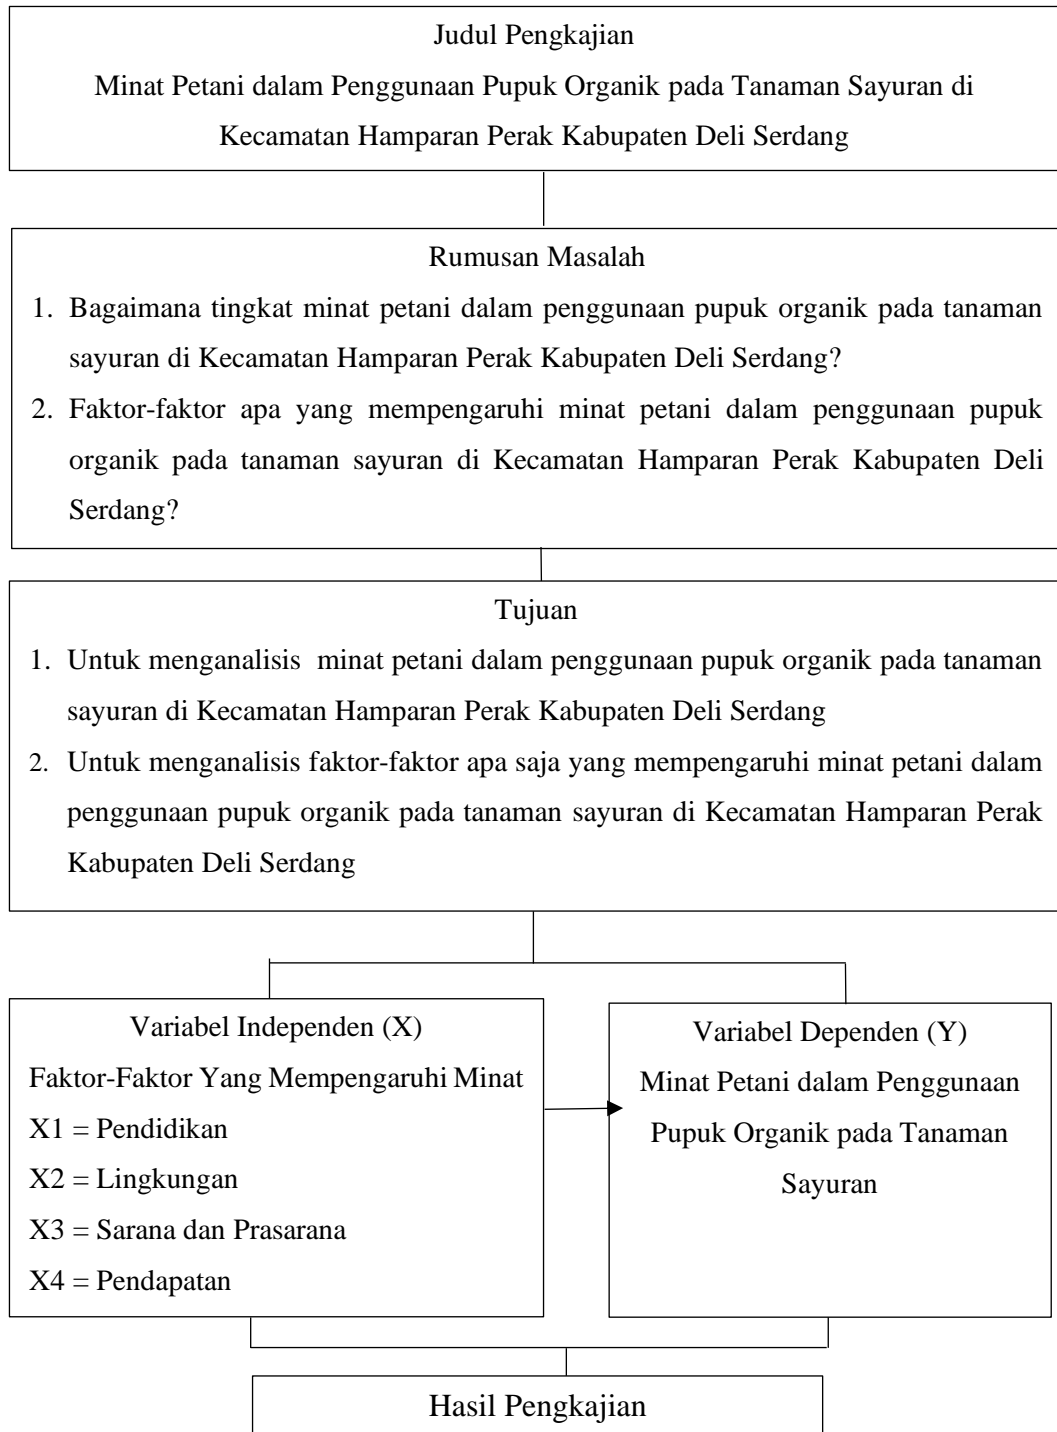 Judul Pengkajian
Minat Petani dalam Penggunaan Pupuk Organik pada Tanaman Sayuran di
Kecamatan Hamparan Perak Kabupaten Deli Serdang
Rumusan Masalah
1. Bagaimana tingkat minat petani dalam penggunaan pupuk organik pada tanaman
sayuran di Kecamatan Hamparan Perak Kabupaten Deli Serdang?
2. Faktor-faktor apa yang mempengaruhi minat petani dalam penggunaan pupuk
organik pada tanaman sayuran di Kecamatan Hamparan Perak Kabupaten Deli
Serdang?
Tujuan
1. Untuk menganalisis minat petani dalam penggunaan pupuk organik pada tanaman
sayuran di Kecamatan Hamparan Perak Kabupaten Deli Serdang
2. Untuk menganalisis faktor-faktor apa saja yang mempengaruhi minat petani dalam
penggunaan pupuk organik pada tanaman sayuran di Kecamatan Hamparan Perak
Kabupaten Deli Serdang
Variabel Independen (X)
Faktor-Faktor Yang Mempengaruhi Minat
X1 = Pendidikan
X2 = Lingkungan
X3 = Sarana dan Prasarana
X4 = Pendapatan
Variabel Dependen (Y)
Minat Petani dalam Penggunaan
Pupuk Organik pada Tanaman
Sayuran
Hasil Pengkajian